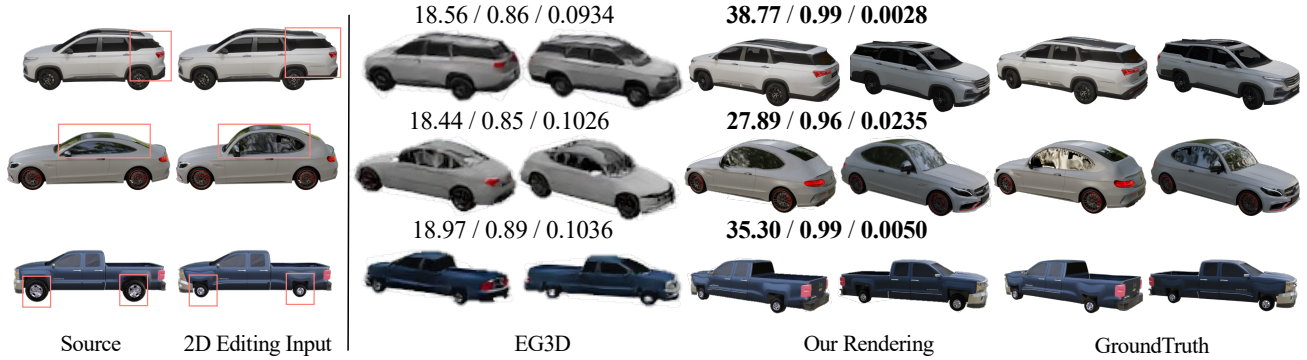 18.56 / 0.86 / 0.0934
38.77 / 0.99 / 0.0028
18.44 / 0.85 / 0.1026
27.89 / 0.96 / 0.0235
18.97 / 0.89 / 0.1036
35.30 / 0.99 / 0.0050
Source
2D Editing Input
EG3D
Our Rendering
GroundTruth